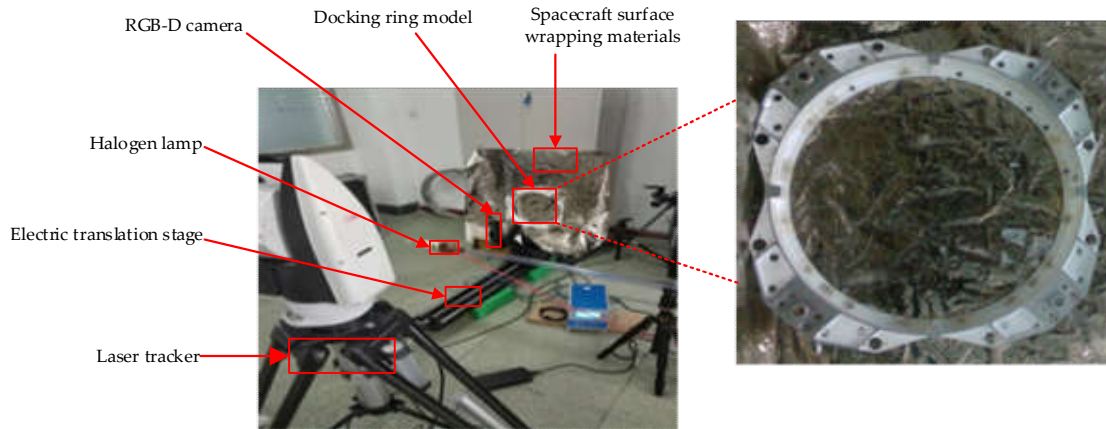 RGB-D camera
Docking ring model
Spacecraft surface
wrapping materials
Halogen lamp
Electric translation stage
Laser tracker